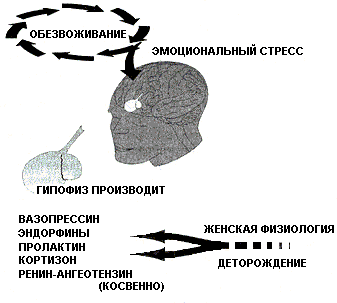 ОБЕЗВОЖИВАНИЕ
ЭМОЦИОНАЛЬНЫЙ СТРЕСС
ГИПОФИЗ ПРОИЗВОДИТ
ВАЗОПРЕССИН
ЭНДОРФИНЫ
ПРОЛАКТИН
КОРТИЗОН
РЕНИН-АНГЕОТЕНЗИН
(КОСВЕННО)
ЖЕНСКАЯ ФИЗИОЛОГИЯ
ДЕТОРОЖДЕНИЕ